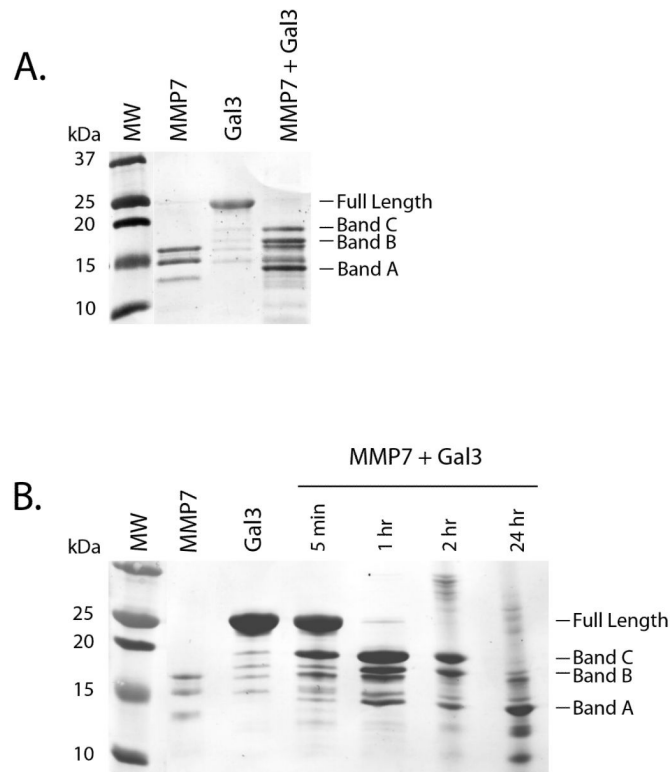 A.
kDa
MW
MMP7
Gal3
MMP7 + Gal3
37
25
20
15
10
Full Length
Band C
Band B
Band A
MMP7 + Gal3
B.
kDa
MW
MMP7
Gal3
5 min
1 hr
2 hr
24 hr
25
20
15
10
Full Length
Band C
Band B
Band A